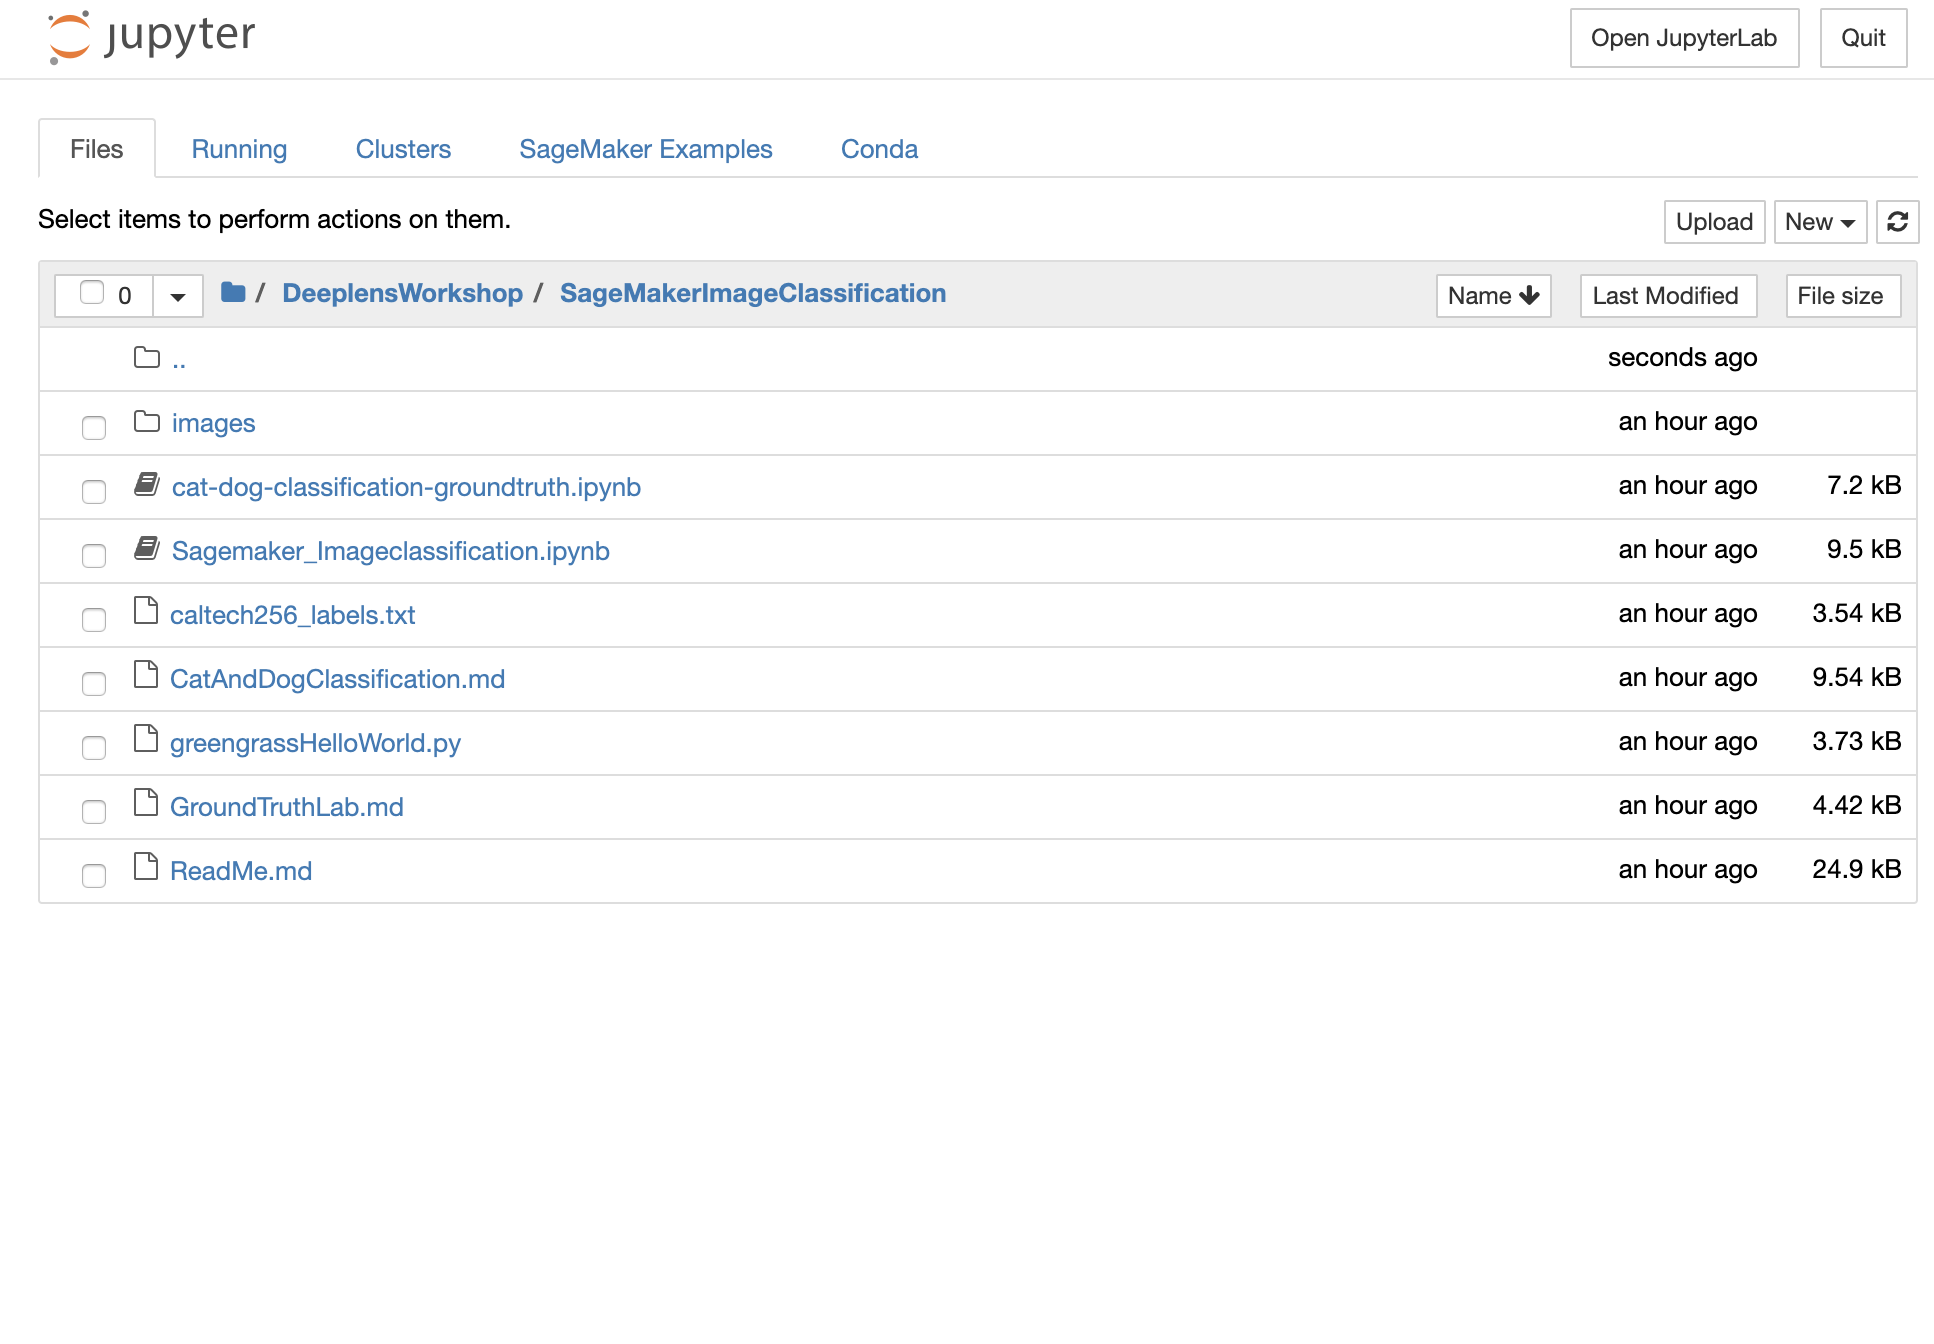 jupyter
Open JupyterLab Quit
Files Running Clusters SageMaker Examples Conda
Select items to perform actions on them.
Upload New
0 / DeeplensWorkshop / SageMakerImageClassification Name Last Modified File size
.. seconds ago
images an hour ago
cat-dog-classification-groundtruth.ipynb an hour ago 7.2 kB
Sagemaker_Imageclassification.ipynb an hour ago 9.5 kB
caltech256_labels.txt an hour ago 3.54 kB
CatAndDogClassification.md an hour ago 9.54 kB
greengrassHelloWorld.py an hour ago 3.73 kB
GroundTruthLab.md an hour ago 4.42 kB
ReadMe.md an hour ago 24.9 kB